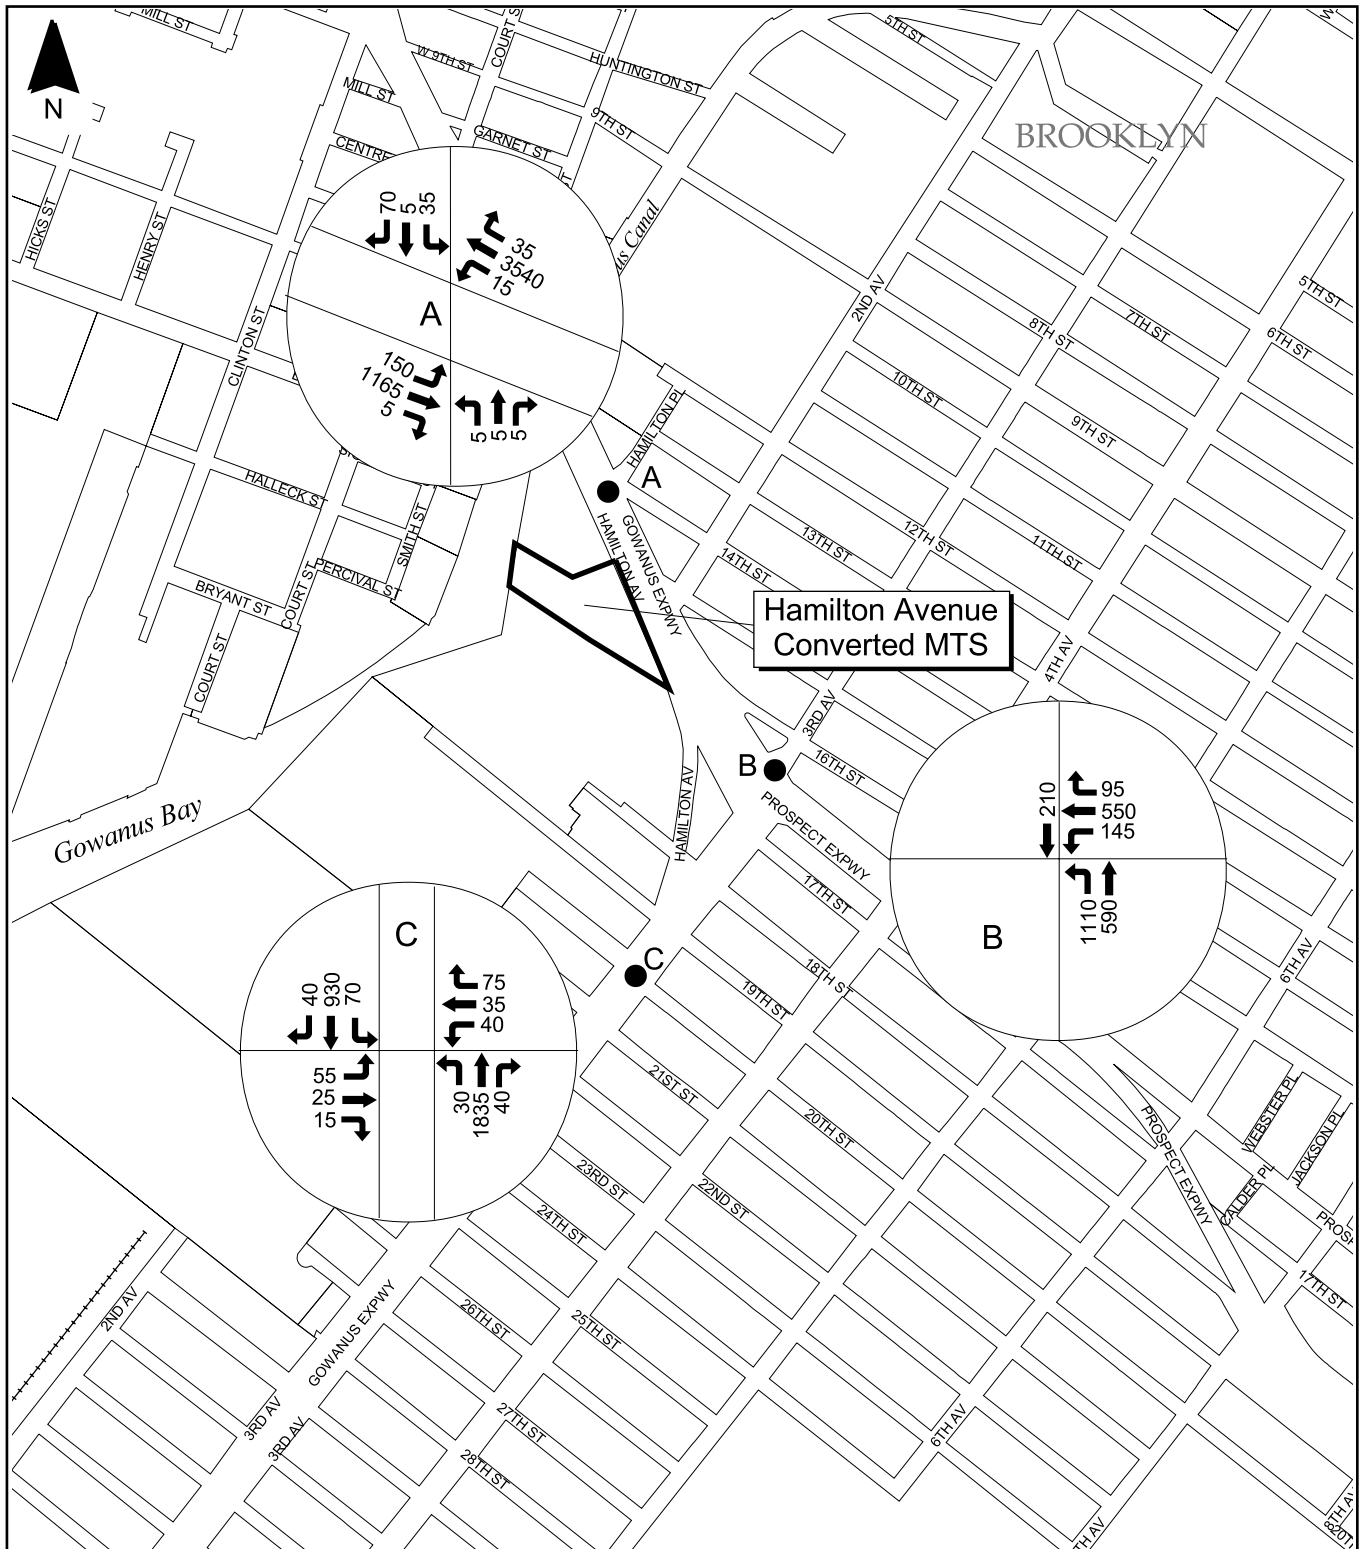 MILL ST
W 9TH ST
COURT S
HUNTINGTON ST
5TH ST
N
MILL ST
9TH ST
GARNET ST
CENTRE
BROOKLYN
HICKS ST
HENRY ST
CLINTON ST
us Canal
2ND AV
5TH ST
7TH ST
6TH ST
8TH ST
10TH ST
9TH ST
70
5
35
35
3540
15
A
150
1165
5
5
5
5
HAMILTON PL
A
HALLECK ST
SMITH ST
HAMILTON AV
GOWANUS EXPWY
13TH ST
12TH ST
11TH ST
14TH ST
PERCIVAL ST
COURT ST
BRYANT ST
COURT ST
Hamilton Avenue
Converted MTS
4TH AV
3RD AV
16TH ST
B
HAMILTON AV
PROSPECT EXPWY
Gowanus Bay
210
95
550
145
1110
590
B
17TH ST
18TH ST
19TH ST
6TH AV
C
C
40
930
70
75
35
40
55
25
15
30
1835
40
21ST ST
20TH ST
23RD ST
22ND ST
24TH ST
PROSPECT EXPWY
WEBSTER PL
JACKSON PL
CALDER PL
PROSP
17TH ST
2ND AV
GOWANUS EXPWY
26TH ST
25TH ST
3RD AV
3RD AV
27TH ST
28TH ST
6TH AV
TH AV
8TH AV
20T